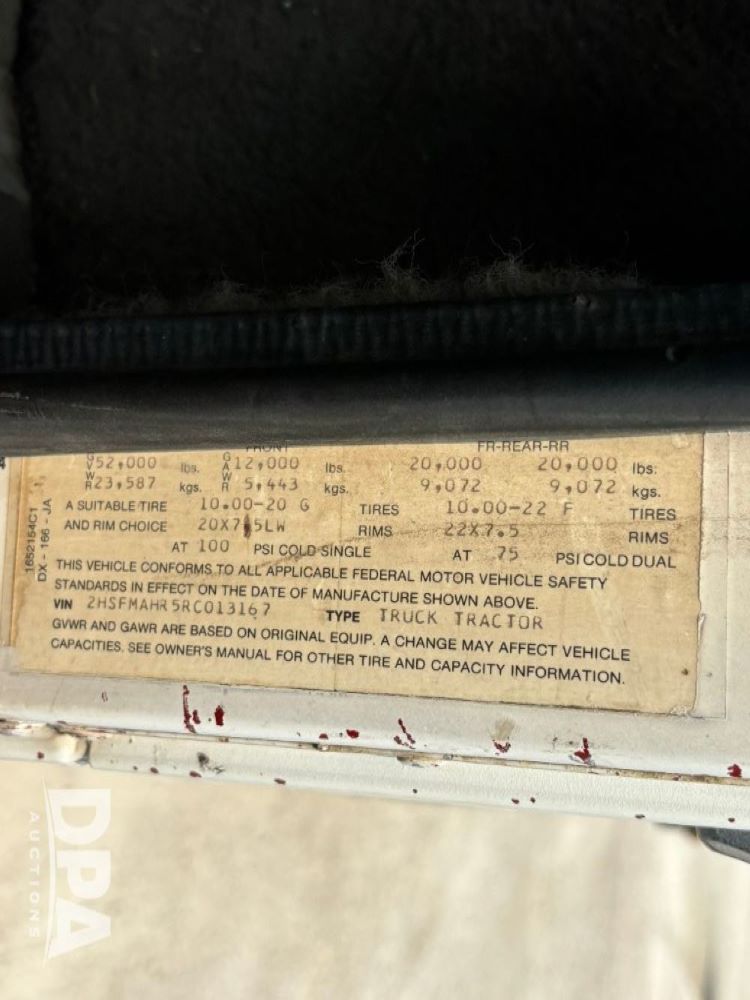 FRONT FR-REAR-RR
GVWR 52,000 lbs. GAWR 12,000 lbs. 20,000 20,000 lbs:
23,587 kgs. 5,443 kgs. 9,072 9,072 kgs.
A SUITABLE TIRE 10.00-20 G TIRES 10.00-22 F TIRES
AND RIM CHOICE 20X7.5LW RIMS 22X7.5 RIMS
AT 100 PSI COLD SINGLE AT 75 PSI COLD DUAL
THIS VEHICLE CONFORMS TO ALL APPLICABLE FEDERAL MOTOR VEHICLE SAFETY
STANDARDS IN EFFECT ON THE DATE OF MANUFACTURE SHOWN ABOVE.
VIN 2HSFMAHR5RC013167 TYPE TRUCK TRACTOR
GVWR AND GAWR ARE BASED ON ORIGINAL EQUIP. A CHANGE MAY AFFECT VEHICLE
CAPACITIES. SEE OWNER'S MANUAL FOR OTHER TIRE AND CAPACITY INFORMATION.
1652154C1
DX - 166 - JA
DPA
AUCTIONS